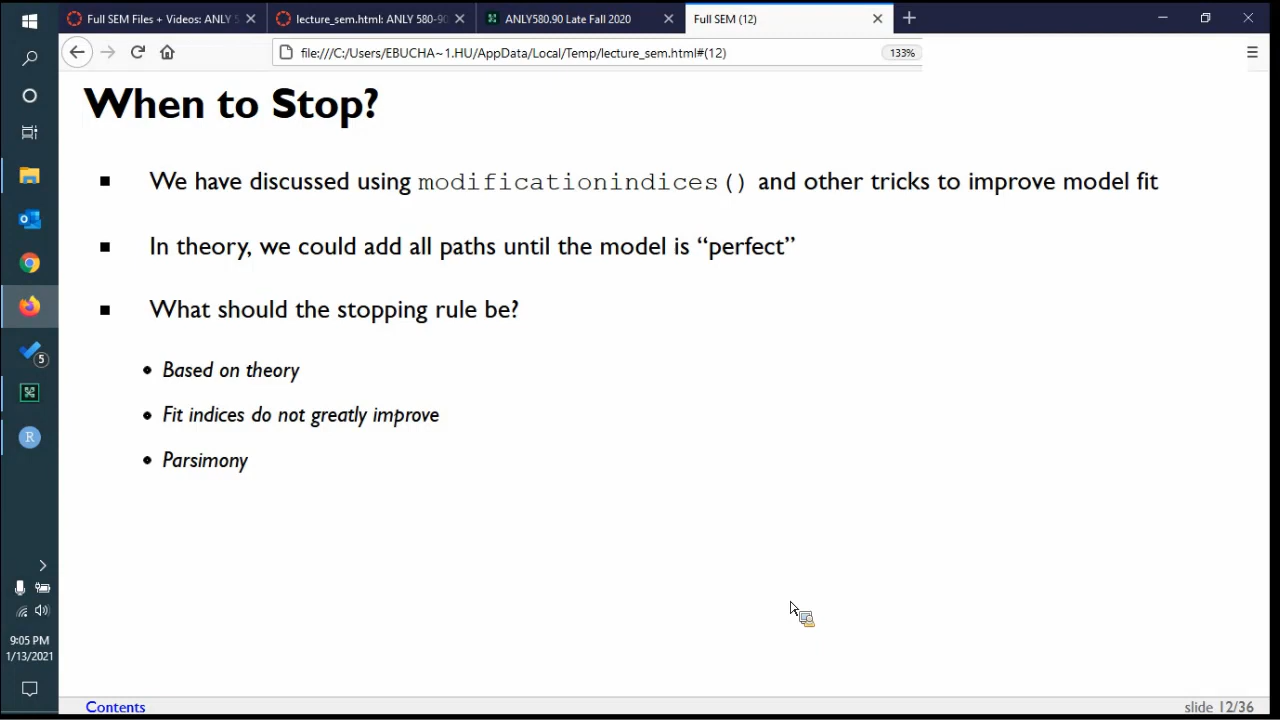 Full SEM Files + Videos: ANLY 5
lecture_sem.html: ANLY 580-90
ANLY580.90 Late Fall 2020
Full SEM (12)
file:///C:/Users/EBUCHA~1.HU/AppData/Local/Temp/lecture_sem.html#(12)
133%
When to Stop?
We have discussed using modificationindices() and other tricks to improve model fit
In theory, we could add all paths until the model is “perfect”
What should the stopping rule be?
Based on theory
Fit indices do not greatly improve
Parsimony
5
R
9:05 PM
1/13/2021
Contents
slide 12/36